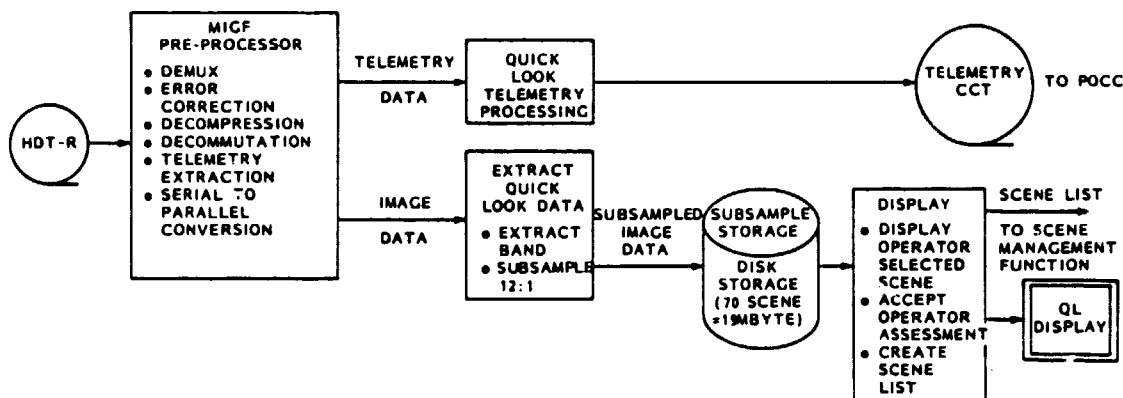 HDT-R
MIGF
PRE-PROCESSOR
• DEMUX
• ERROR
CORRECTION
• DECOMPRESSION
• DECOMMUTATION
• TELEMETRY
EXTRACTION
• SERIAL TO
PARALLEL
CONVERSION
TELEMETRY
DATA
QUICK
LOOK
TELEMETRY
PROCESSING
TELEMETRY
CCT
TO POCC
IMAGE
DATA
EXTRACT
QUICK
LOOK DATA
• EXTRACT
BAND
• SUBSAMPLE
12:1
SUBSAMPLED
IMAGE
DATA
SUBSAMPLE
STORAGE
DISK
STORAGE
(70 SCENE
=19MBYTE)
DISPLAY
• DISPLAY
OPERATOR
SELECTED
SCENE
• ACCEPT
OPERATOR
ASSESSMENT
• CREATE
SCENE
LIST
SCENE LIST
TO SCENE
MANAGEMENT
FUNCTION
QL
DISPLAY